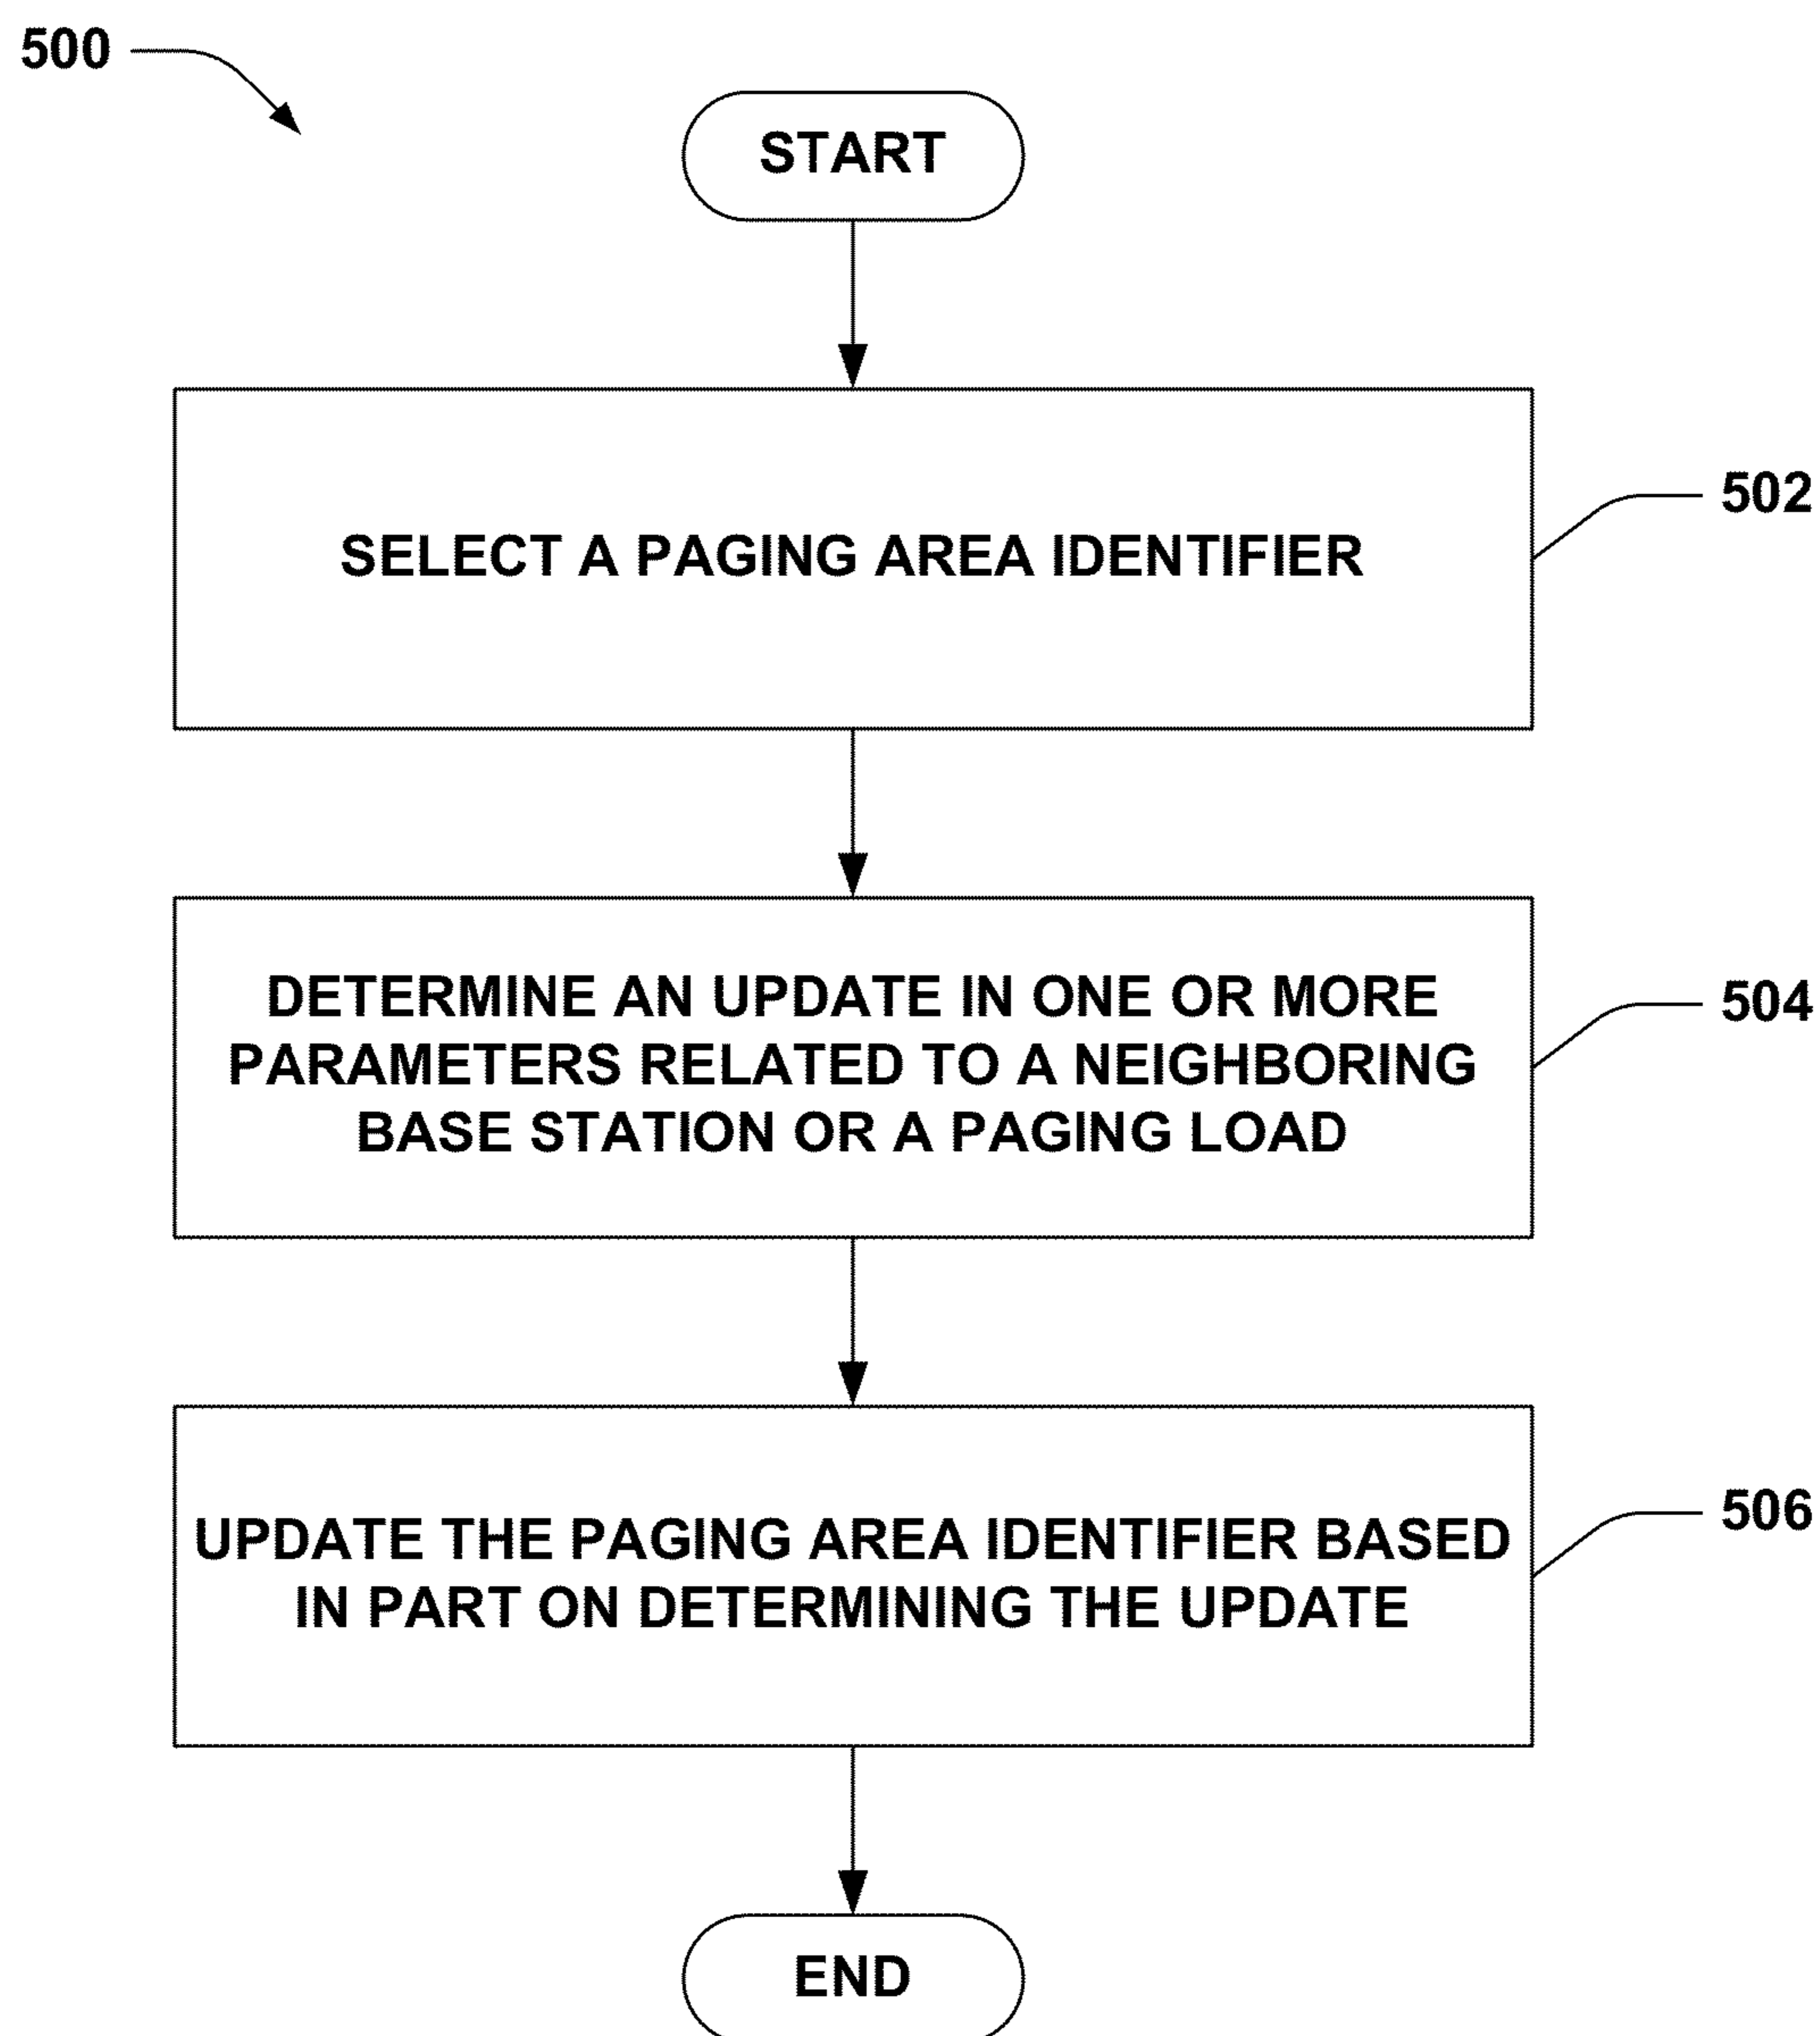 500
START
SELECT A PAGING AREA IDENTIFIER
502
DETERMINE AN UPDATE IN ONE OR MORE
PARAMETERS RELATED TO A NEIGHBORING
BASE STATION OR A PAGING LOAD
504
UPDATE THE PAGING AREA IDENTIFIER BASED
IN PART ON DETERMINING THE UPDATE
506
END